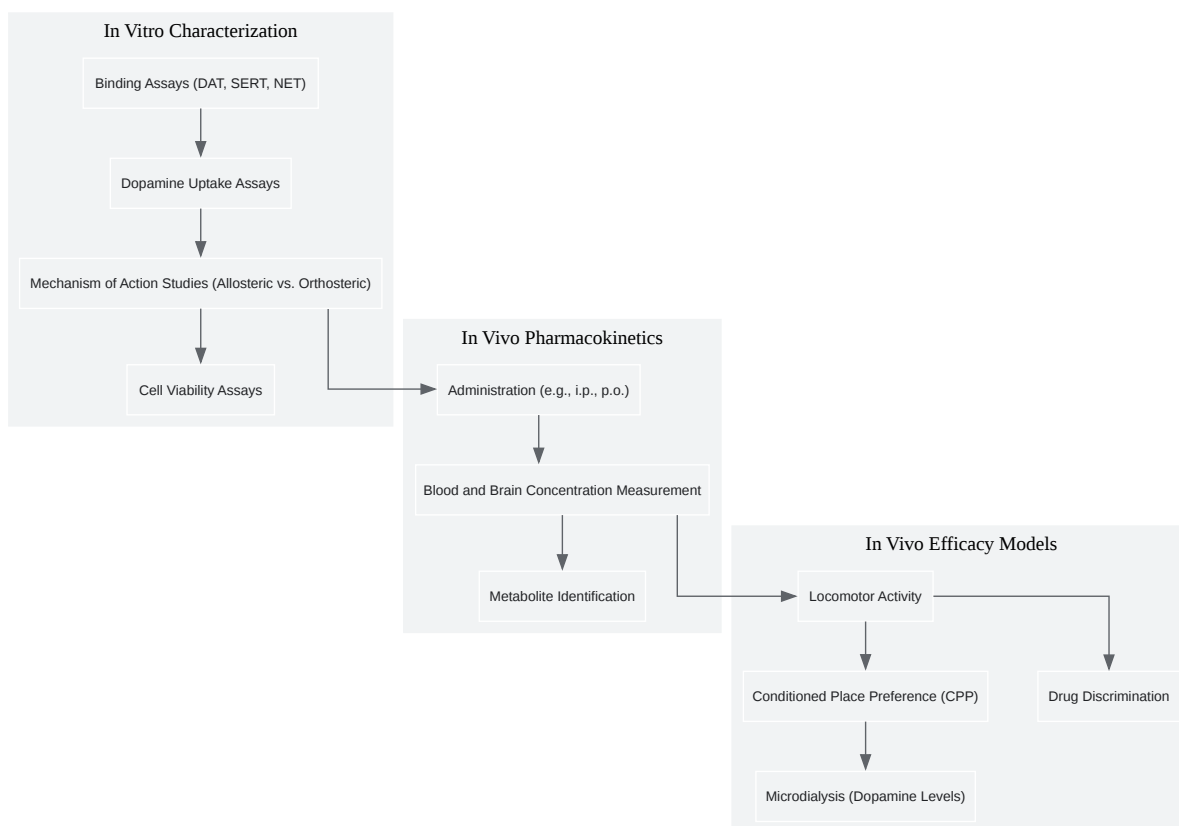 In Vitro Characterization
Binding Assays (DAT, SERT, NET)
Dopamine Uptake Assays
Mechanism of Action Studies (Allosteric vs. Orthosteric)
Cell Viability Assays
In Vivo Pharmacokinetics
Administration (e.g., i.p., p.o.)
Blood and Brain Concentration Measurement
Metabolite Identification
In Vivo Efficacy Models
Locomotor Activity
Conditioned Place Preference (CPP)
Drug Discrimination
Microdialysis (Dopamine Levels)